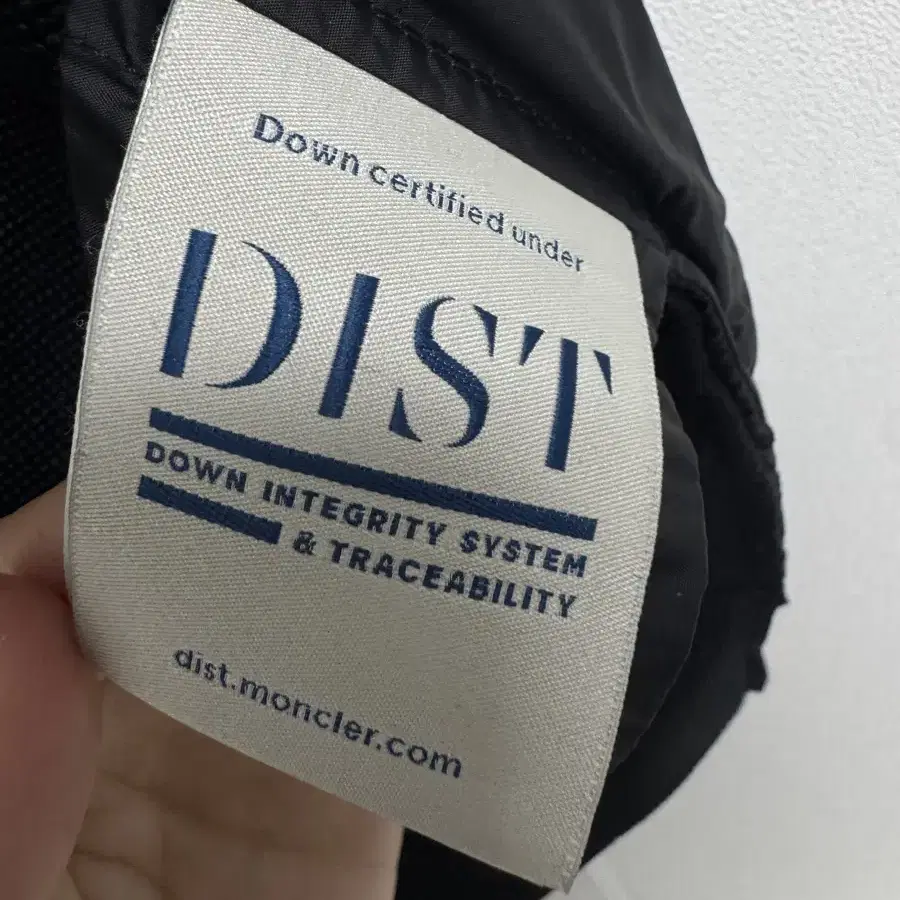 Down certified under
DIST
DOWN INTEGRITY SYSTEM
& TRACEABILITY
dist.moncler.com